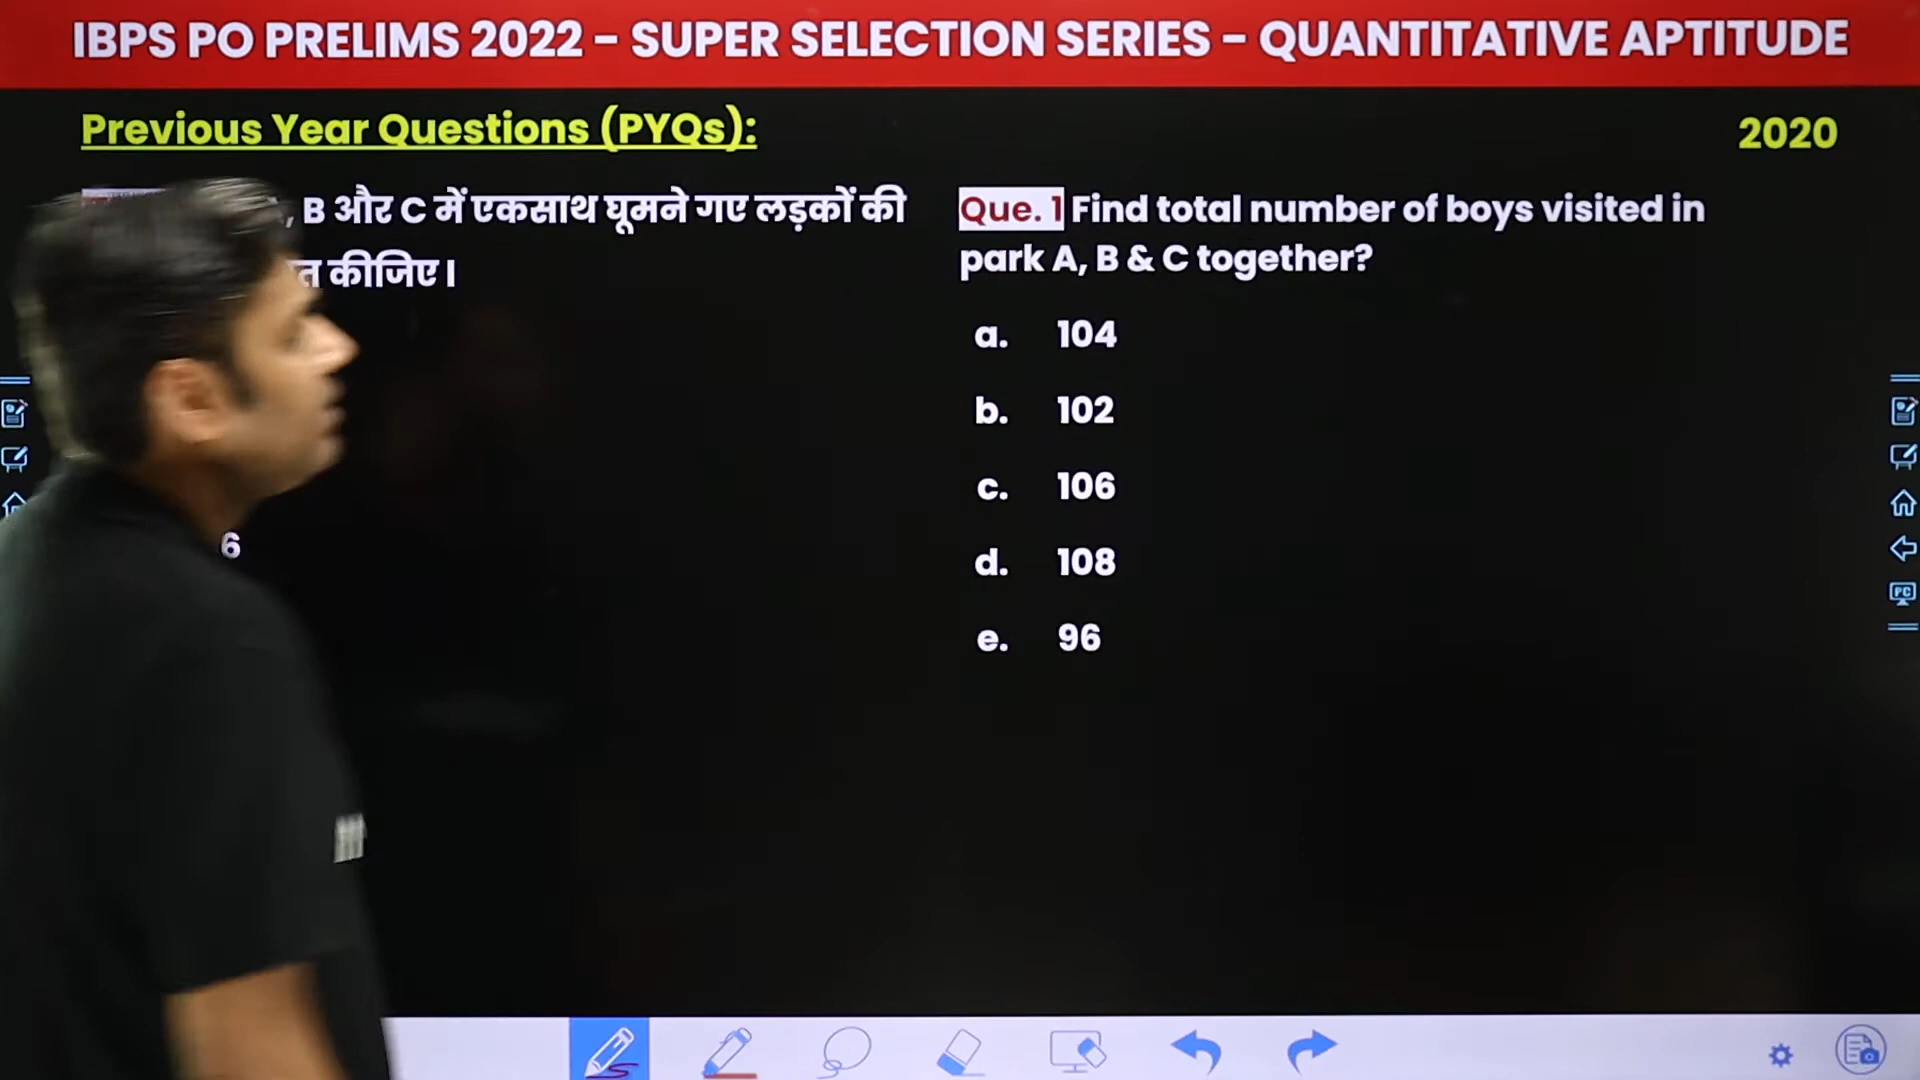 IBPS PO PRELIMS 2022 - SUPER SELECTION SERIES - QUANTITATIVE APTITUDE
Previous Year Questions (PYQs):
2020
, B और C में एकसाथ घूमने गए लड़कों की
त कीजिए।
6
Que. 1 Find total number of boys visited in
park A, B & C together?
a. 104
b. 102
c. 106
d. 108
e. 96
PC